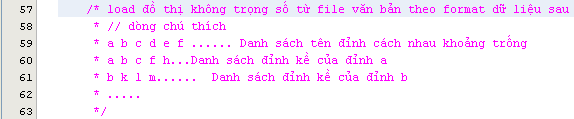 57 /* load đồ thị không trọng số từ file văn bản theo format dữ liệu sau
58 * // dòng chú thích
59 * a b c d e f ...... Danh sách tên đỉnh cách nhau khoảng trống
60 * a b c f h...Danh sách đỉnh kề của đỉnh a
61 * b k l m...... Danh sách đỉnh kề của đỉnh b
62 * .....
63 */